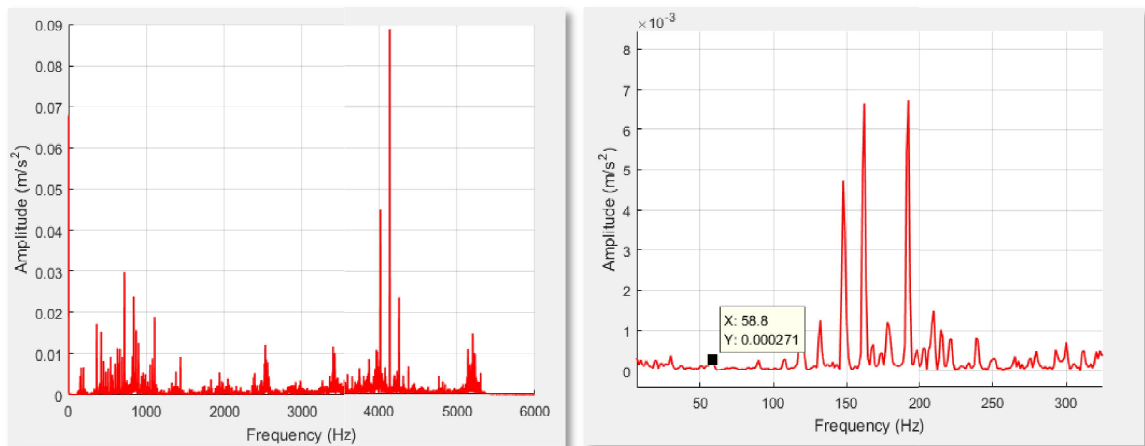 0.09
0.08
0.07
0.06
0.05
0.04
0.03
0.02
0.01
0
Amplitude (m/s²)
0 1000 2000 3000 4000 5000 6000
Frequency (Hz)
×10⁻³
8
7
6
5
4
3
2
1
0
Amplitude (m/s²)
X: 58.8
Y: 0.000271
50 100 150 200 250 300
Frequency (Hz)